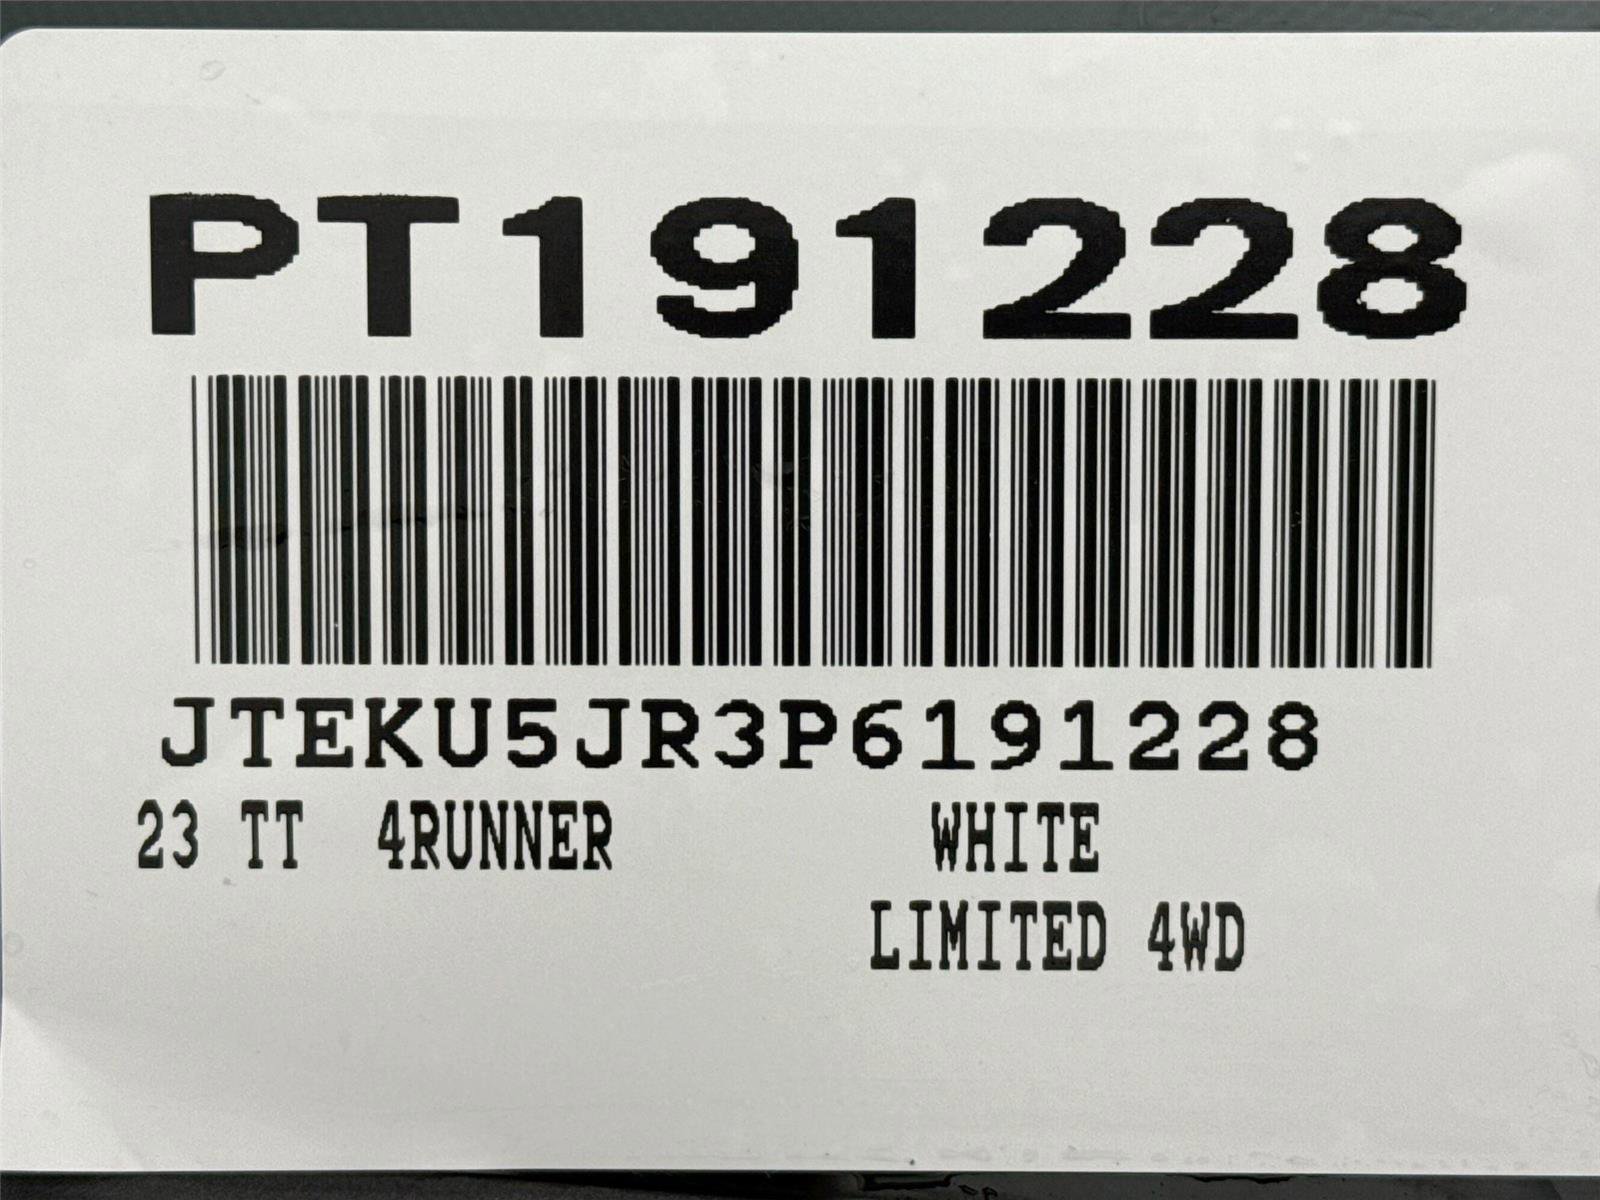 PT191228
JTEKU5JR3P6191228
23 TT 4RUNNER WHITE
LIMITED 4WD